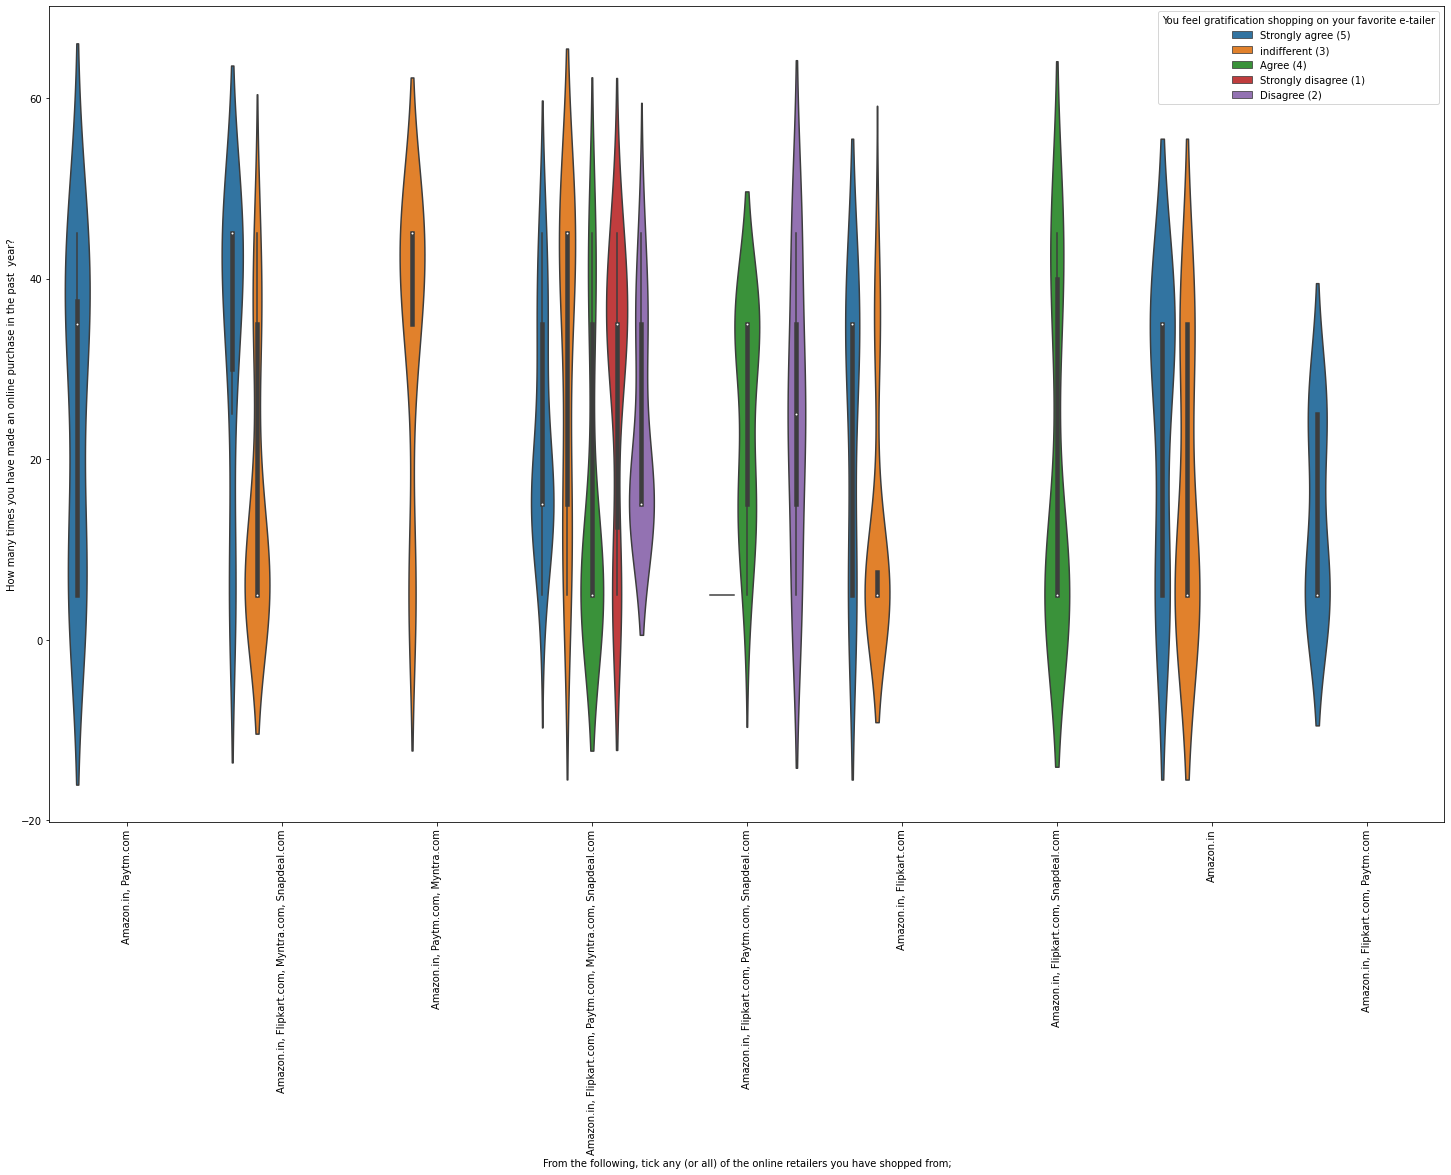 You feel gratification shopping on your favorite e-tailer
Strongly agree (5)
indifferent (3)
Agree (4)
Strongly disagree (1)
Disagree (2)
How many times you have made an online purchase in the past  year?
60
40
20
0
−20
Amazon.in, Paytm.com
Amazon.in, Flipkart.com, Myntra.com, Snapdeal.com
Amazon.in, Paytm.com, Myntra.com
Amazon.in, Flipkart.com, Paytm.com, Myntra.com, Snapdeal.com
Amazon.in, Flipkart.com, Paytm.com, Snapdeal.com
Amazon.in, Flipkart.com
Amazon.in, Flipkart.com, Snapdeal.com
Amazon.in
Amazon.in, Flipkart.com, Paytm.com
From the following, tick any (or all) of the online retailers you have shopped from;